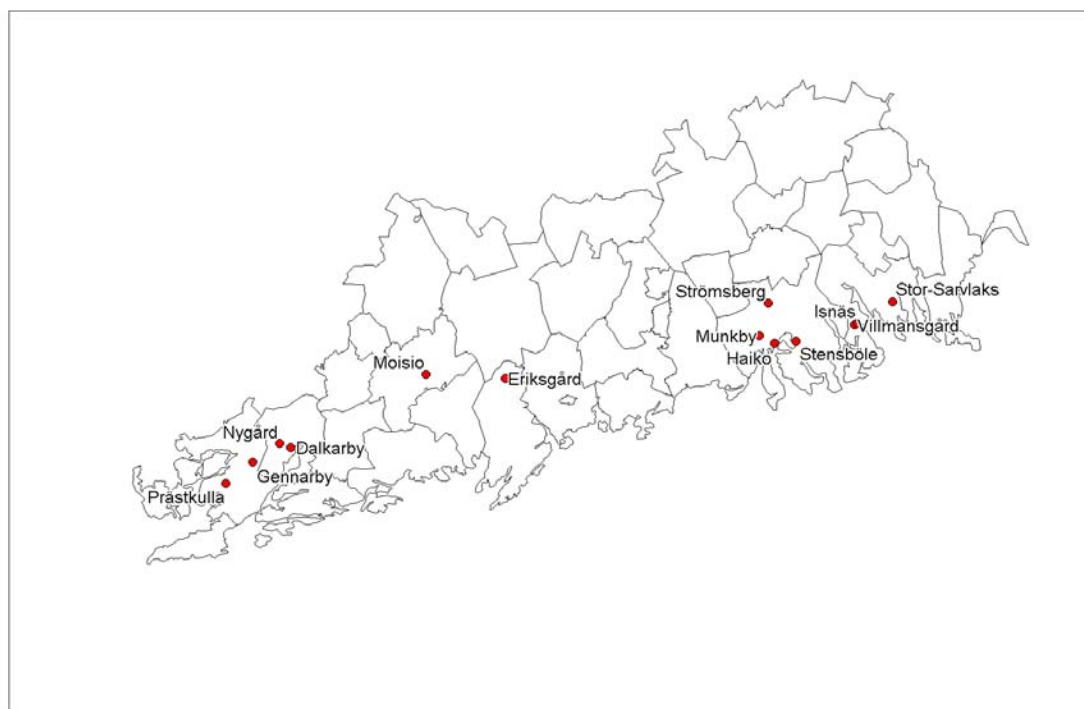 Stor-Sarvlaks
Strömsberg
Isnäs
Villmansgård
Munkby
Haiko
Stensböle
Moisio
Eriksgård
Nygård
Dalkarby
Gennarby
Prästkulla